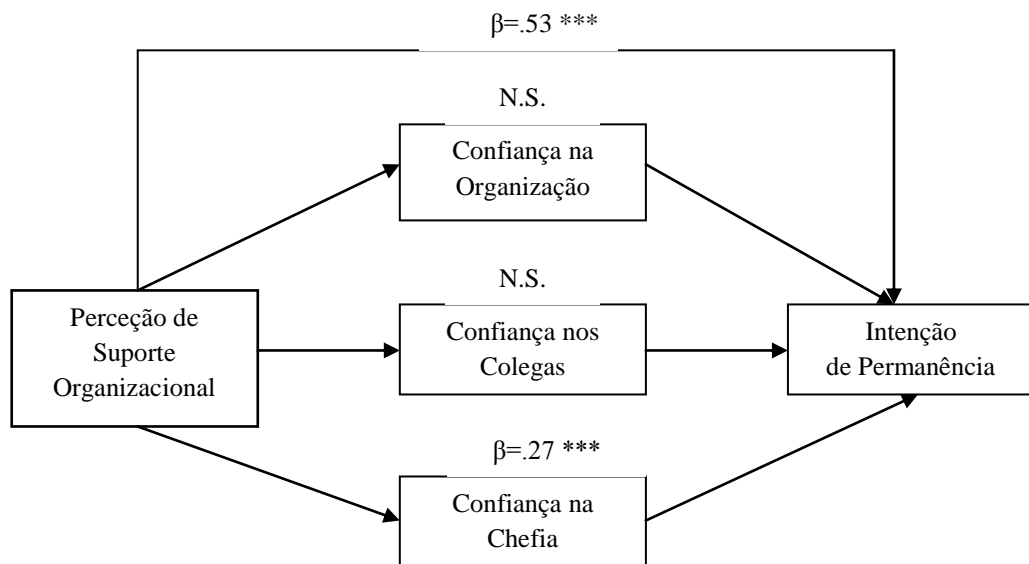 β=.53 ***
N.S.
Confiança na
Organização
N.S.
Perceção de
Suporte
Organizacional
Confiança nos
Colegas
Intenção
de Permanência
β=.27 ***
Confiança na
Chefia